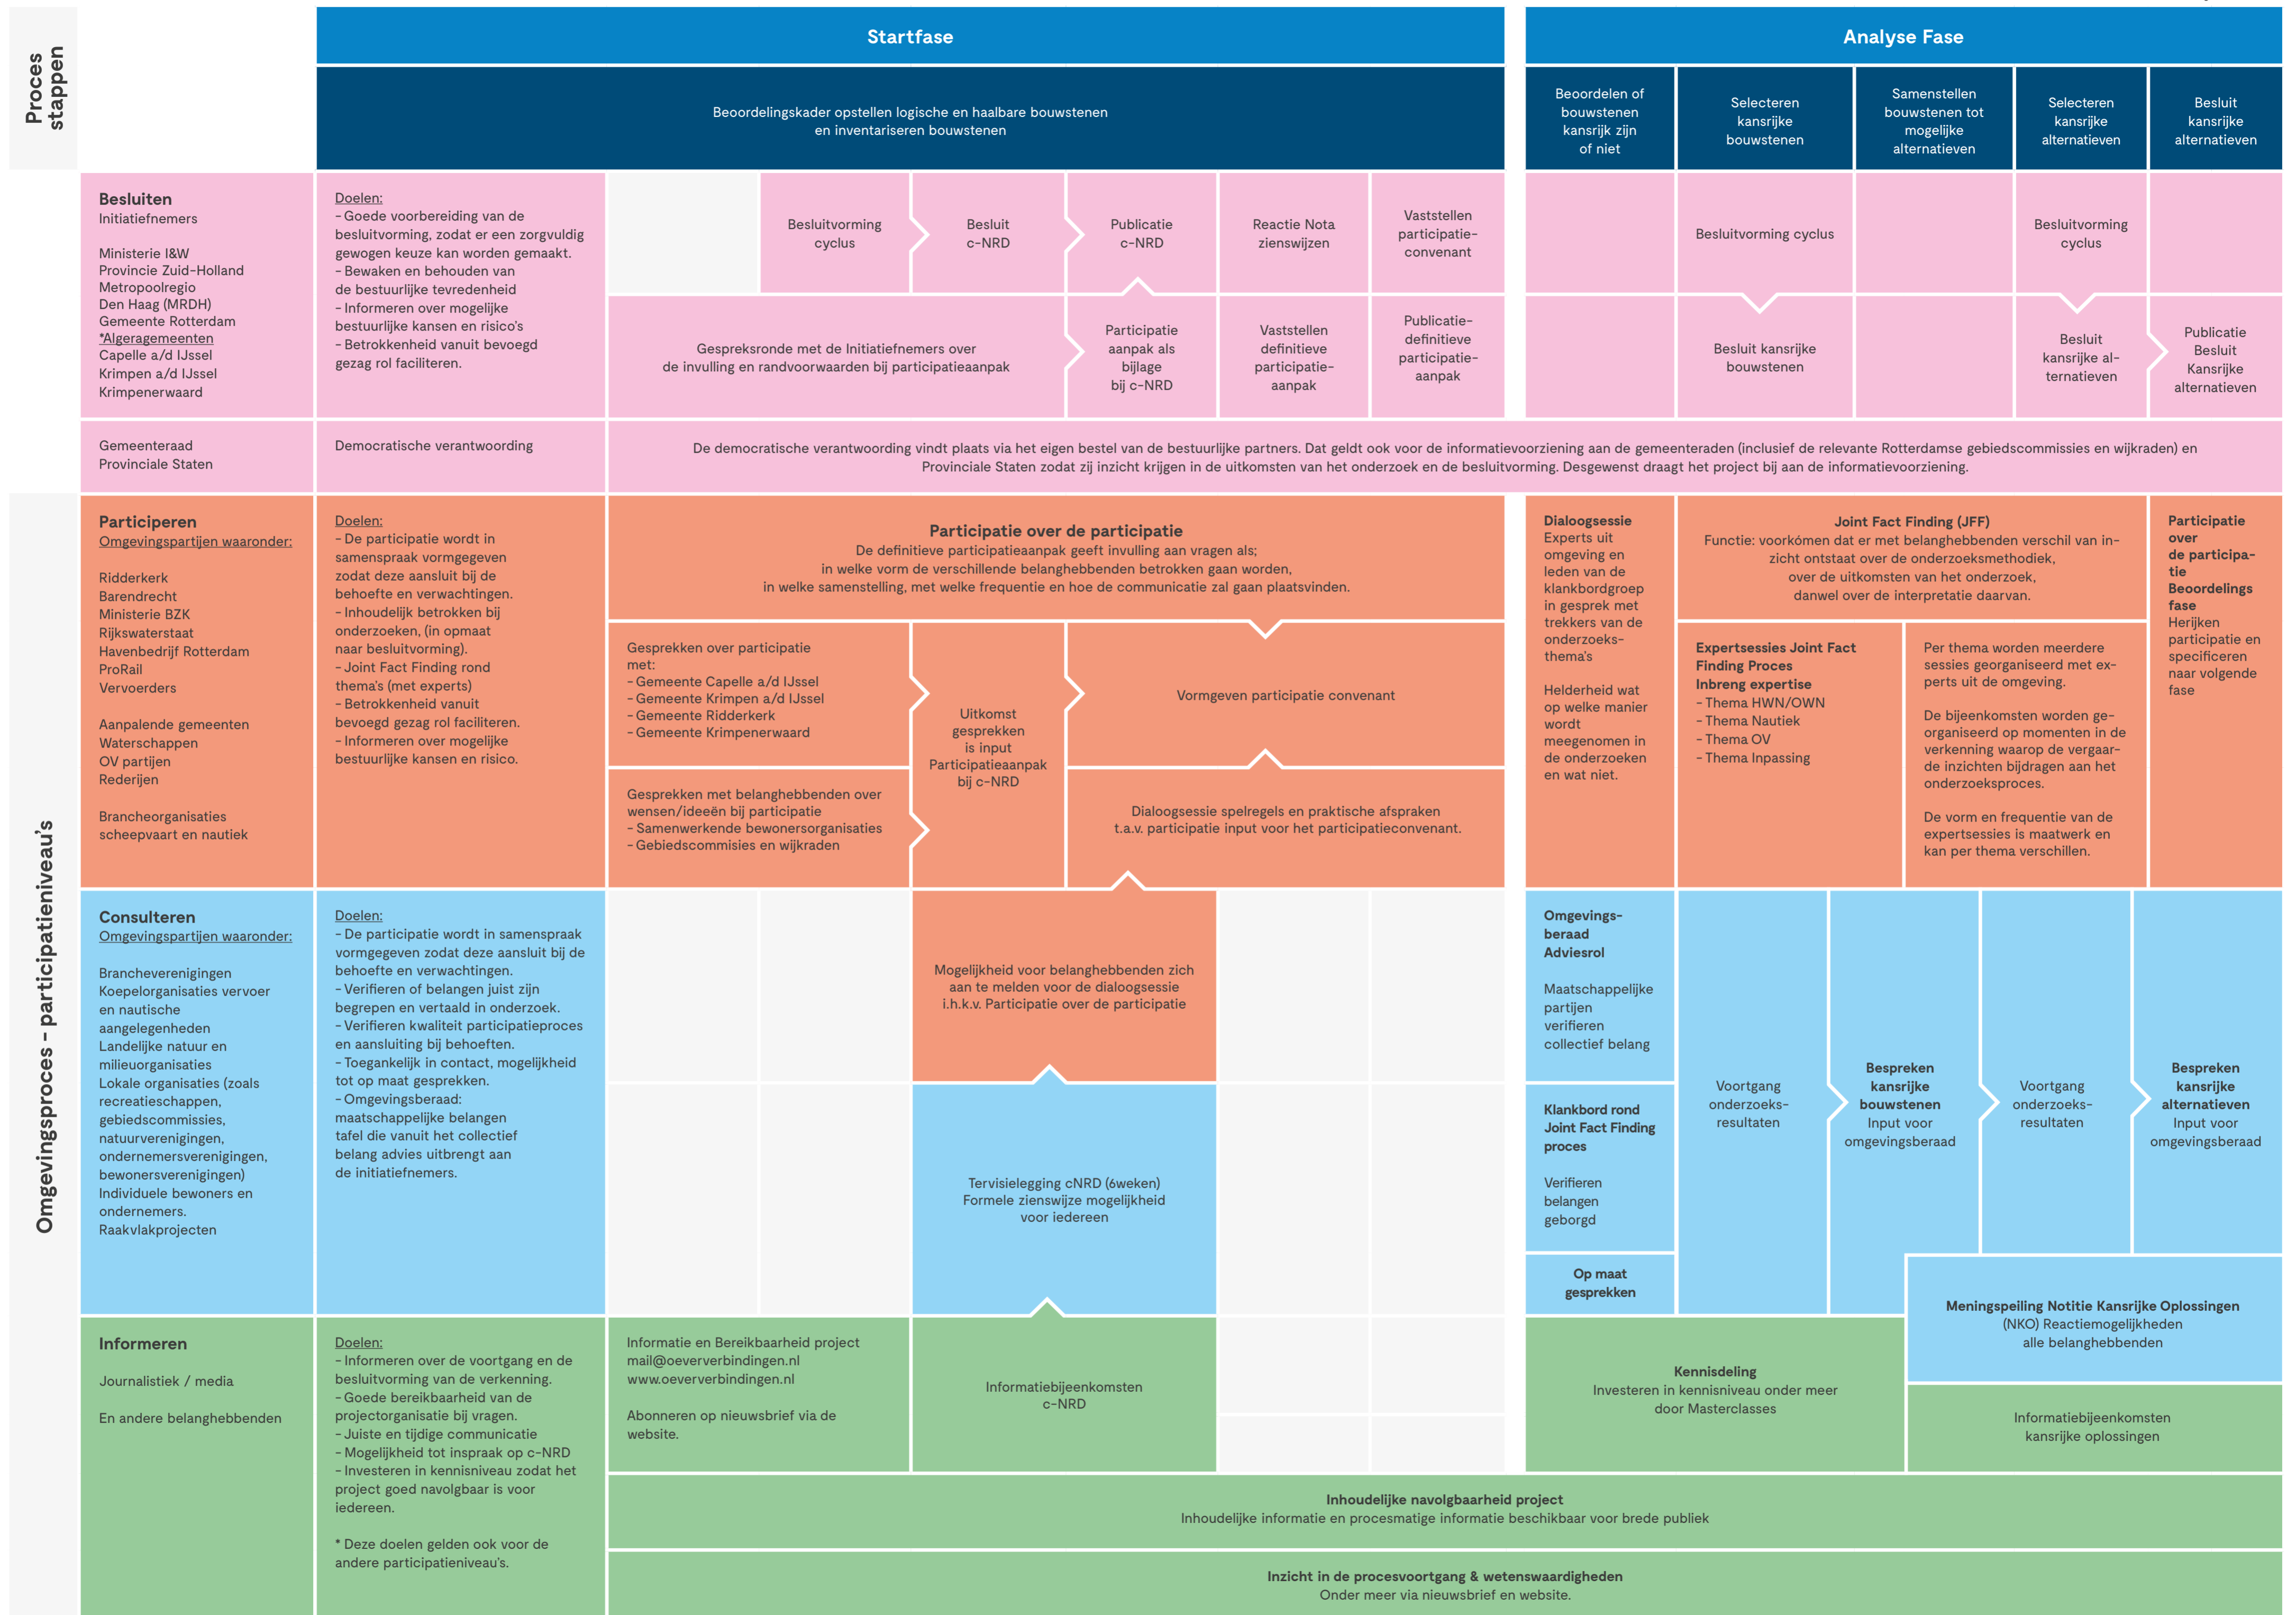 Proces
stappen
Startfase
Analyse Fase
Beoordelingskader opstellen logische en haalbare bouwstenen
en inventariseren bouwstenen
Beoordelen of
bouwstenen
kansrijk zijn
of niet
Selecteren
kansrijke
bouwstenen
Samenstellen
bouwstenen tot
mogelijke
alternatieven
Selecteren
kansrijke
alternatieven
Besluit
kansrijke
alternatieven
Besluiten
Initiatiefnemers
Ministerie I&W
Provincie Zuid-Holland
Metropoolregio
Den Haag (MRDH)
Gemeente Rotterdam
*Algeragemeenten
Capelle a/d IJssel
Krimpen a/d IJssel
Krimpenerwaard
Doelen:
- Goede voorbereiding van de
besluitvorming, zodat er een zorgvuldig
gewogen keuze kan worden gemaakt.
- Bewaken en behouden van
de bestuurlijke tevredenheid
- Informeren over mogelijke
bestuurlijke kansen en risico's
- Betrokkenheid vanuit bevoegd
gezag rol faciliteren.
Besluitvorming
cyclus
Besluit
c-NRD
Publicatie
c-NRD
Reactie Nota
zienswijzen
Vaststellen
participatie-
convenant
Besluitvorming cyclus
Besluitvorming
cyclus
Gespreksronde met de Initiatiefnemers over
de invulling en randvoorwaarden bij participatieaanpak
Participatie
aanpak als
bijlage
bij c-NRD
Vaststellen
definitieve
participatie-
aanpak
Publicatie-
definitieve
participatie-
aanpak
Besluit kansrijke
bouwstenen
Besluit
kansrijke al-
ternatieven
Publicatie
Besluit
Kansrijke
alternatieven
Gemeenteraad
Provinciale Staten
Democratische verantwoording
De democratische verantwoording vindt plaats via het eigen bestel van de bestuurlijke partners. Dat geldt ook voor de informatievoorziening aan de gemeenteraden (inclusief de relevante Rotterdamse gebiedscommissies en wijkraden) en
Provinciale Staten zodat zij inzicht krijgen in de uitkomsten van het onderzoek en de besluitvorming. Desgewenst draagt het project bij aan de informatievoorziening.
Omgevingsproces - participatieniveau's
Participeren
Omgevingspartijen waaronder:
Ridderkerk
Barendrecht
Ministerie BZK
Rijkswaterstaat
Havenbedrijf Rotterdam
ProRail
Vervoerders
Aanpalende gemeenten
Waterschappen
OV partijen
Rederijen
Brancheorganisaties
scheepvaart en nautiek
Doelen:
- De participatie wordt in
samenspraak vormgegeven
zodat deze aansluit bij de
behoefte en verwachtingen.
- Inhoudelijk betrokken bij
onderzoeken, (in opmaat
naar besluitvorming).
- Joint Fact Finding rond
thema's (met experts)
- Betrokkenheid vanuit
bevoegd gezag rol faciliteren.
- Informeren over mogelijke
bestuurlijke kansen en risico.
Participatie over de participatie
De definitieve participatieaanpak geeft invulling aan vragen als;
in welke vorm de verschillende belanghebbenden betrokken gaan worden,
in welke samenstelling, met welke frequentie en hoe de communicatie zal gaan plaatsvinden.
Gesprekken over participatie
met:
- Gemeente Capelle a/d IJssel
- Gemeente Krimpen a/d IJssel
- Gemeente Ridderkerk
- Gemeente Krimpenerwaard
Gesprekken met belanghebbenden over
wensen/ideeën bij participatie
- Samenwerkende bewonersorganisaties
- Gebiedscommisies en wijkraden
Uitkomst
gesprekken
is input
Participatieaanpak
bij c-NRD
Vormgeven participatie convenant
Dialoogsessie spelregels en praktische afspraken
t.a.v. participatie input voor het participatieconvenant.
Dialoogsessie
Experts uit
omgeving en
leden van de
klankbordgroep
in gesprek met
trekkers van de
onderzoeks-
thema's
Helderheid wat
op welke manier
wordt
meegenomen in
de onderzoeken
en wat niet.
Joint Fact Finding (JFF)
Functie: voorkómen dat er met belanghebbenden verschil van in-
zicht ontstaat over de onderzoeksmethodiek,
over de uitkomsten van het onderzoek,
danwel over de interpretatie daarvan.
Expertsessies Joint Fact
Finding Proces
Inbreng expertise
- Thema HWN/OWN
- Thema Nautiek
- Thema OV
- Thema Inpassing
Per thema worden meerdere
sessies georganiseerd met ex-
perts uit de omgeving.
De bijeenkomsten worden ge-
organiseerd op momenten in de
verkenning waarop de vergaar-
de inzichten bijdragen aan het
onderzoeksproces.
De vorm en frequentie van de
expertsessies is maatwerk en
kan per thema verschillen.
Participatie
over
de participa-
tie
Beoordelings
fase
Herijken
participatie en
specificeren
naar volgende
fase
Consulteren
Omgevingspartijen waaronder:
Brancheverenigingen
Koepelorganisaties vervoer
en nautische
aangelegenheden
Landelijke natuur en
milieuorganisaties
Lokale organisaties (zoals
recreatieschappen,
gebiedscommissies,
natuurverenigingen,
ondernemersverenigingen,
bewonersverenigingen)
Individuele bewoners en
ondernemers.
Raakvlakprojecten
Doelen:
- De participatie wordt in samenspraak
vormgegeven zodat deze aansluit bij de
behoefte en verwachtingen.
- Verifieren of belangen juist zijn
begrepen en vertaald in onderzoek.
- Verifieren kwaliteit participatieproces
en aansluiting bij behoeften.
- Toegankelijk in contact, mogelijkheid
tot op maat gesprekken.
- Omgevingsberaad:
maatschappelijke belangen
tafel die vanuit het collectief
belang advies uitbrengt aan
de initiatiefnemers.
Mogelijkheid voor belanghebbenden zich
aan te melden voor de dialoogsessie
i.h.k.v. Participatie over de participatie
Tervisielegging cNRD (6weken)
Formele zienswijze mogelijkheid
voor iedereen
Omgevings-
beraad
Adviesrol
Maatschappelijke
partijen
verifieren
collectief belang
Klankbord rond
Joint Fact Finding
proces
Verifieren
belangen
geborgd
Op maat
gesprekken
Voortgang
onderzoeks-
resultaten
Bespreken
kansrijke
bouwstenen
Input voor
omgevingsberaad
Voortgang
onderzoeks-
resultaten
Bespreken
kansrijke
alternatieven
Input voor
omgevingsberaad
Meningspeiling Notitie Kansrijke Oplossingen
(NKO) Reactiemogelijkheden
alle belanghebbenden
Informeren
Journalistiek / media
En andere belanghebbenden
Doelen:
- Informeren over de voortgang en de
besluitvorming van de verkenning.
- Goede bereikbaarheid van de
projectorganisatie bij vragen.
- Juiste en tijdige communicatie
- Mogelijkheid tot inspraak op c-NRD
- Investeren in kennisniveau zodat het
project goed navolgbaar is voor
iedereen.
* Deze doelen gelden ook voor de
andere participatieniveau's.
Informatie en Bereikbaarheid project
mail@oeververbindingen.nl
www.oeververbindingen.nl
Abonneren op nieuwsbrief via de
website.
Informatiebijeenkomsten
c-NRD
Kennisdeling
Investeren in kennisniveau onder meer
door Masterclasses
Informatiebijeenkomsten
kansrijke oplossingen
Inhoudelijke navolgbaarheid project
Inhoudelijke informatie en procesmatige informatie beschikbaar voor brede publiek
Inzicht in de procesvoortgang & wetenswaardigheden
Onder meer via nieuwsbrief en website.